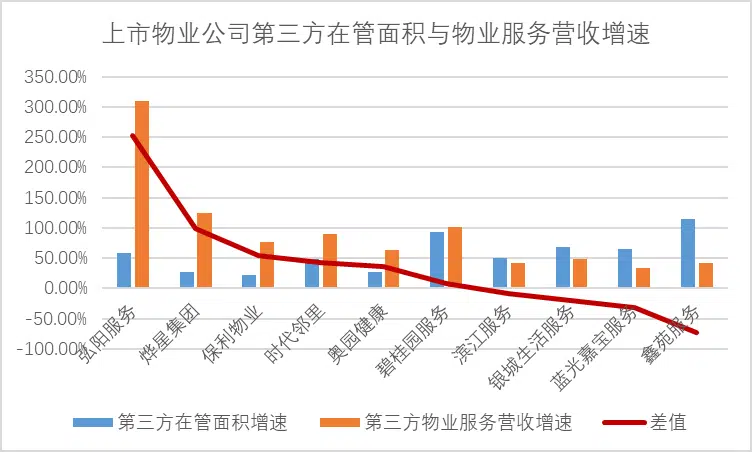 上市物业公司第三方在管面积与物业服务营收增速
350.00%
300.00%
250.00%
200.00%
150.00%
100.00%
50.00%
0.00%
-50.00%
-100.00%
弘阳服务
烨星集团
保利物业
时代邻里
奥园健康
碧桂园服务
滨江服务
银城生活服务
蓝光嘉宝服务
鑫苑服务
第三方在管面积增速
第三方物业服务营收增速
差值